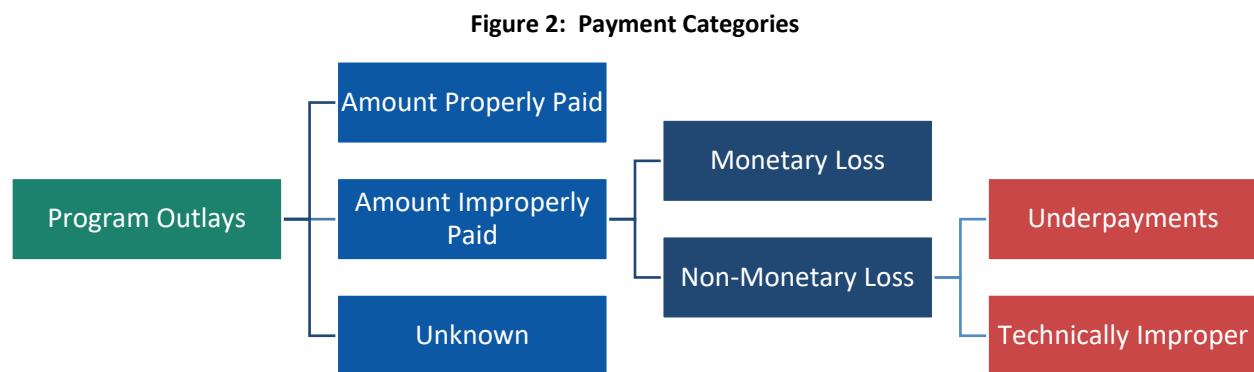 Figure 2:  Payment Categories
Amount Properly Paid
Monetary Loss
Program Outlays
Amount Improperly
Paid
Underpayments
Non-Monetary Loss
Unknown
Technically Improper